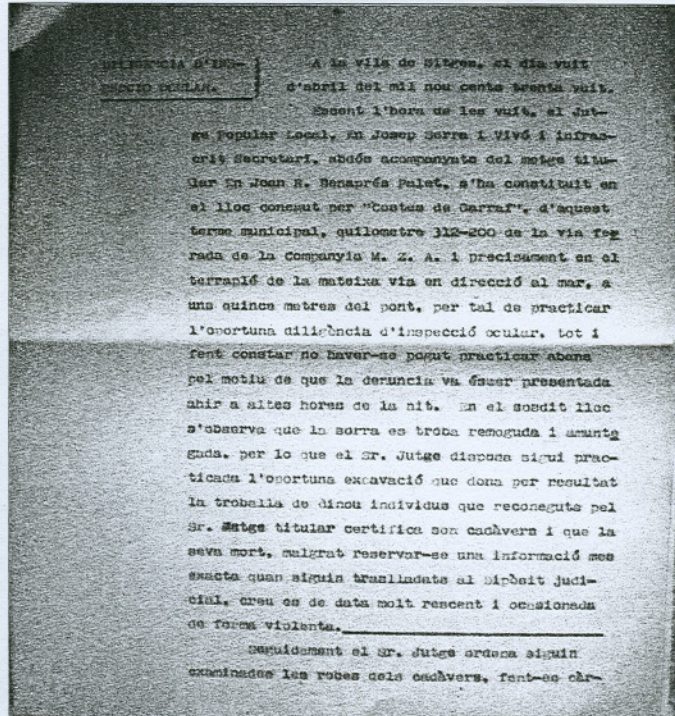 DILIGENCIA D'INS-
PECCIO OCULAR.
A la vila de Sitges, el dia vuit
d'abril del mil nou cents trenta vuit.
Essent l'hora de les vuit, el Jut-
ge Popular Local, En Josep Serra i Vivó i infras-
crit Secretari, abdós acompanyats del metge titu-
lar En Joan R. Benaprés Palet, s'ha constituit en
el lloc conegut per "Costes de Garraf", d'aquest
terme municipal, quilometre 312-200 de la via fer
rada de la Companyia M. Z. A. i precisament en el
terrapló de la mateixa via en direcció al mar, a
uns quince metres del pont, per tal de practicar
l'oportuna diligència d'inspecció ocular, tot i
fent constar no haver-se pogut practicar abans
pel motiu de que la denuncia va ésser presentada
ahir a altes hores de la nit. En el sosdit lloc
s'observa que la sorra es troba remoguda i amunte
gada, per lo que el Sr. Jutge disposa sigui prac-
ticada l'oportuna excavació que dona per resultat
la troballa de dinou individus que reconeguts pel
Sr. Metge titular certifica son cadàvers i que la
seva mort, malgrat reservar-se una informació mes
exacta quan siguin traslladats al Dipòsit judi-
cial, creu es de data molt rescent i ocasionada
de forma violenta.
Seguidament el Sr. Jutge ordena siguin
examinades les robes dels cadàvers, fent-se càr-